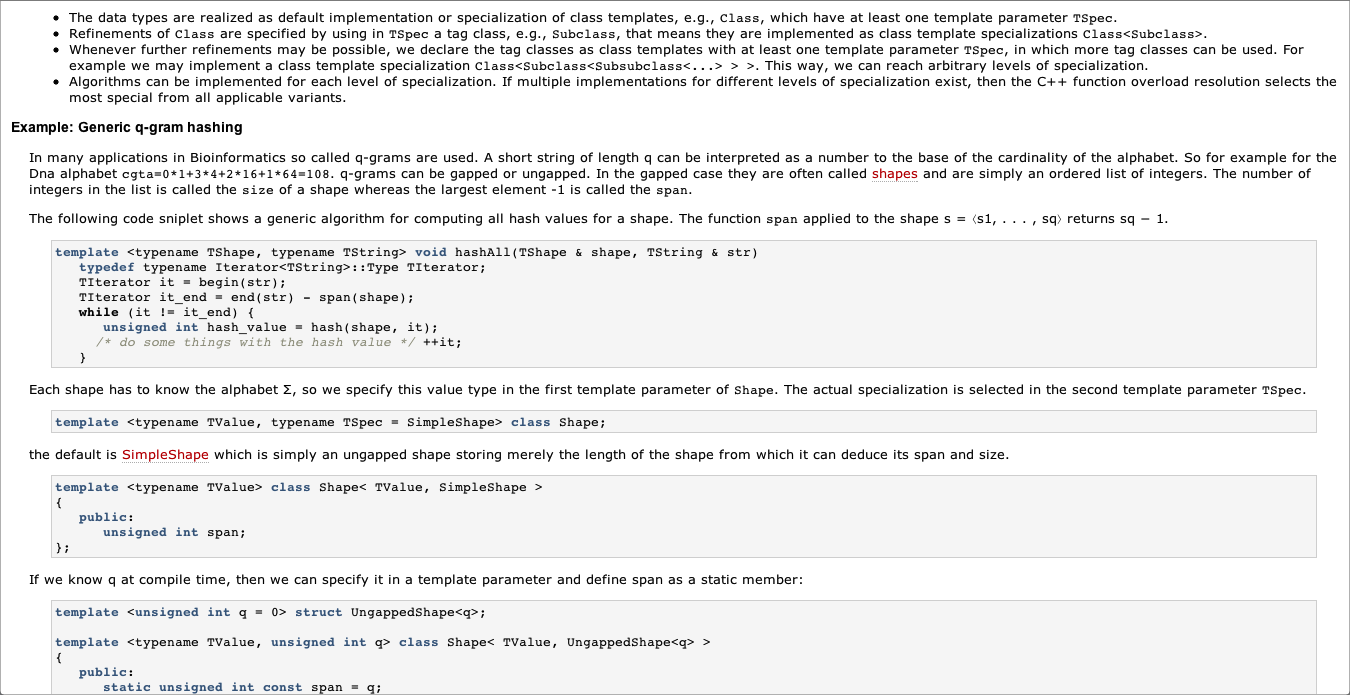 • The data types are realized as default implementation or specialization of class templates, e.g., Class, which have at least one template parameter TSpec.
• Refinements of Class are specified by using in TSpec a tag class, e.g., Subclass, that means they are implemented as class template specializations Class<Subclass>.
• Whenever further refinements may be possible, we declare the tag classes as class templates with at least one template parameter TSpec, in which more tag classes can be used. For
example we may implement a class template specialization Class<Subclass<Subsubclass<...> > >. This way, we can reach arbitrary levels of specialization.
• Algorithms can be implemented for each level of specialization. If multiple implementations for different levels of specialization exist, then the C++ function overload resolution selects the
most special from all applicable variants.
Example: Generic q-gram hashing
In many applications in Bioinformatics so called q-grams are used. A short string of length q can be interpreted as a number to the base of the cardinality of the alphabet. So for example for the
Dna alphabet cgta=0*1+3*4+2*16+1*64=108. q-grams can be gapped or ungapped. In the gapped case they are often called shapes and are simply an ordered list of integers. The number of
integers in the list is called the size of a shape whereas the largest element -1 is called the span.
The following code sniplet shows a generic algorithm for computing all hash values for a shape. The function span applied to the shape s = ⟨s1, . . . , sq⟩ returns sq − 1.
template <typename TShape, typename TString> void hashAll(TShape & shape, TString & str)
   typedef typename Iterator<TString>::Type TIterator;
   TIterator it = begin(str);
   TIterator it_end = end(str) - span(shape);
   while (it != it_end) {
      unsigned int hash_value = hash(shape, it);
     /* do some things with the hash value */ ++it;
   }
Each shape has to know the alphabet Σ, so we specify this value type in the first template parameter of Shape. The actual specialization is selected in the second template parameter TSpec.
template <typename TValue, typename TSpec = SimpleShape> class Shape;
the default is SimpleShape which is simply an ungapped shape storing merely the length of the shape from which it can deduce its span and size.
template <typename TValue> class Shape< TValue, SimpleShape >
{
   public:
      unsigned int span;
};
If we know q at compile time, then we can specify it in a template parameter and define span as a static member:
template <unsigned int q = 0> struct UngappedShape<q>;
template <typename TValue, unsigned int q> class Shape< TValue, UngappedShape<q> >
{
   public:
      static unsigned int const span = q;